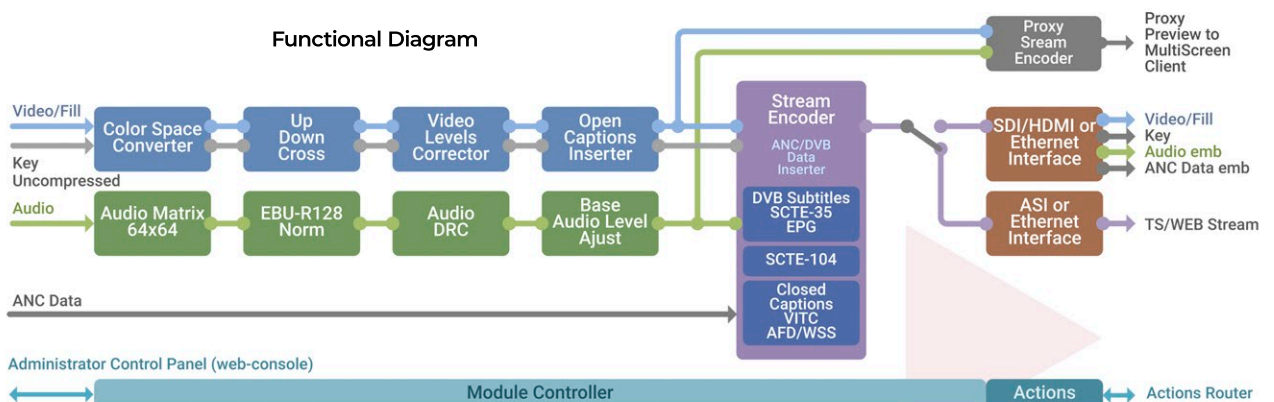 Functional Diagram
Proxy
Sream
Encoder
Proxy
Preview to
MultiScreen
Client
Video/Fill
Key
Uncompressed
Color Space
Converter
Up
Down
Cross
Video
Levels
Corrector
Open
Captions
Inserter
Stream
Encoder
ANC/DVB
Data
Inserter
DVB Subtitles
SCTE-35
EPG
SCTE-104
Closed
Captions
VITC
AFD/WSS
SDI/HDMI or
Ethernet
Interface
Video/Fill
Key
Audio emb
ANC Data emb
Audio
Audio Matrix
64x64
EBU-R128
Norm
Audio
DRC
Base
Audio Level
Ajust
ASI or
Ethernet
Interface
TS/WEB Stream
ANC Data
Administrator Control Panel (web-console)
Module Controller
Actions
Actions Router